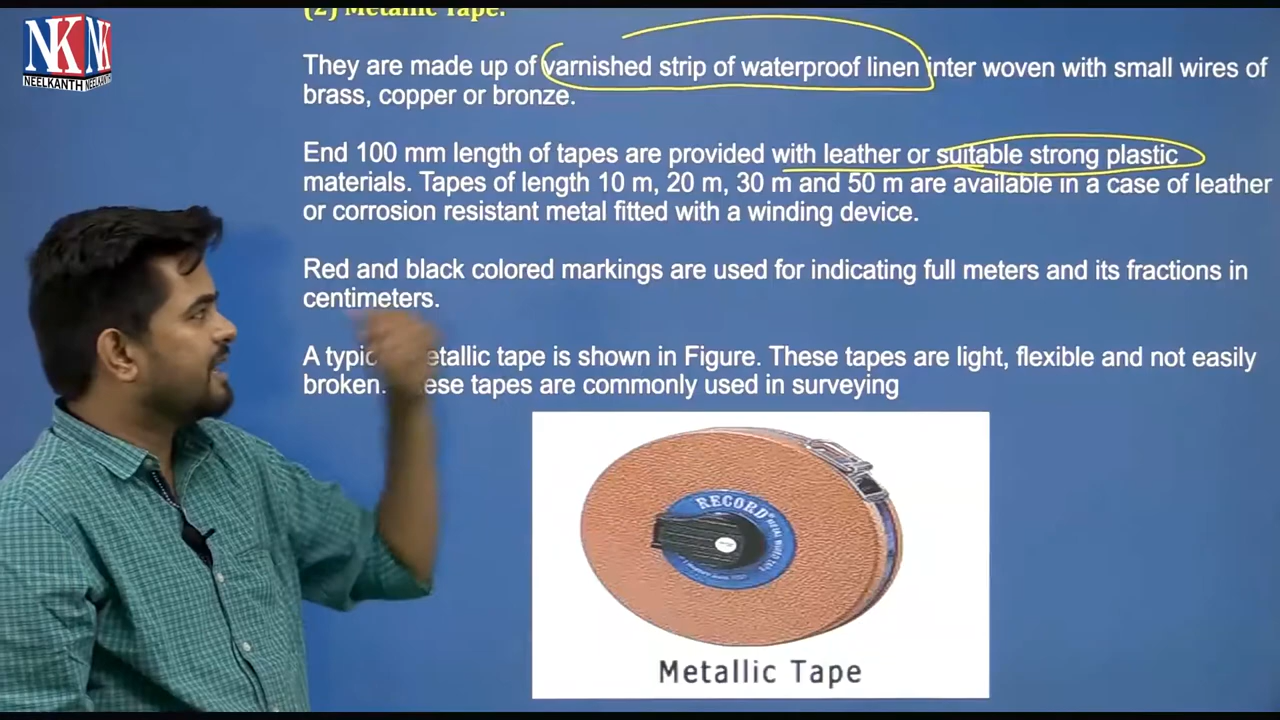 (2) Metallic Tape:
NKNK
NEELKANTH NEELKANTH
They are made up of varnished strip of waterproof linen inter woven with small wires of
brass, copper or bronze.
End 100 mm length of tapes are provided with leather or suitable strong plastic
materials. Tapes of length 10 m, 20 m, 30 m and 50 m are available in a case of leather
or corrosion resistant metal fitted with a winding device.
Red and black colored markings are used for indicating full meters and its fractions in
centimeters.
A typic etallic tape is shown in Figure. These tapes are light, flexible and not easily
broken. ese tapes are commonly used in surveying
RECORD
Metallic Tape